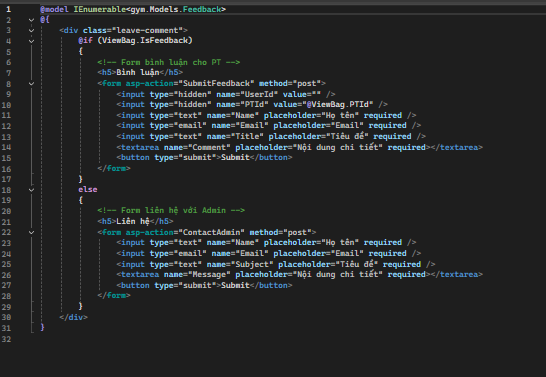 1 @model IEnumerable<gym.Models.Feedback>
2 @{
3 <div class="leave-comment">
4 @if (ViewBag.IsFeedback)
5 {
6 <!-- Form bình luận cho PT -->
7 <h5>Bình luận</h5>
8 <form asp-action="SubmitFeedback" method="post">
9 <input type="hidden" name="UserId" value="" />
10 <input type="hidden" name="PTId" value="@ViewBag.PTId" />
11 <input type="text" name="Name" placeholder="Họ tên" required />
12 <input type="email" name="Email" placeholder="Email" required />
13 <input type="text" name="Title" placeholder="Tiêu đề" required />
14 <textarea name="Comment" placeholder="Nội dung chi tiết" required></textarea>
15 <button type="submit">Submit</button>
16 </form>
17 }
18 else
19 {
20 <!-- Form liên hệ với Admin -->
21 <h5>Liên hệ</h5>
22 <form asp-action="ContactAdmin" method="post">
23 <input type="text" name="Name" placeholder="Họ tên" required />
24 <input type="email" name="Email" placeholder="Email" required />
25 <input type="text" name="Subject" placeholder="Tiêu đề" required />
26 <textarea name="Message" placeholder="Nội dung chi tiết" required></textarea>
27 <button type="submit">Submit</button>
28 </form>
29 }
30 </div>
31 }
32